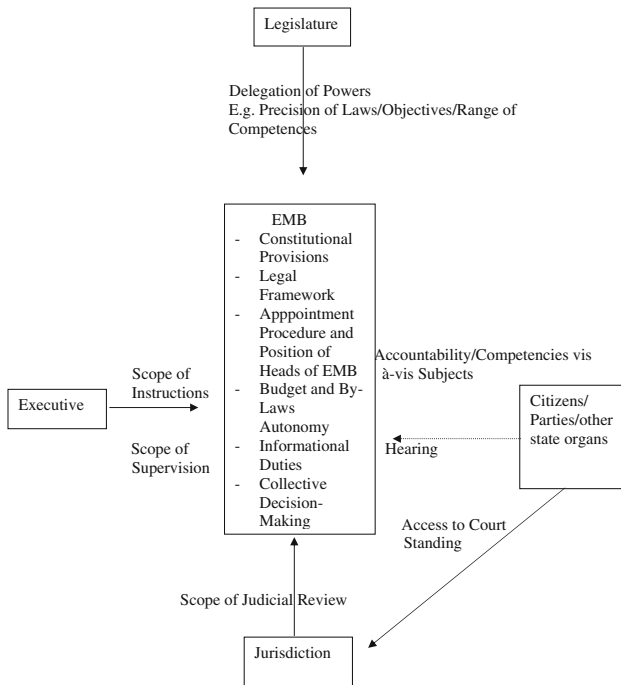 Legislature
Delegation of Powers
E.g. Precision of Laws/Objectives/Range of
Competences
EMB
- Constitutional
Provisions
- Legal
Framework
- Apppointment
Procedure and
Position of
Heads of EMB
- Budget and By-
Laws
Autonomy
- Informational
Duties
- Collective
Decision-
Making
Executive
Scope of
Instructions
Scope of
Supervision
Accountability/Competencies vis
à-vis Subjects
Hearing
Citizens/
Parties/other
state organs
Access to Court
Standing
Scope of Judicial Review
Jurisdiction